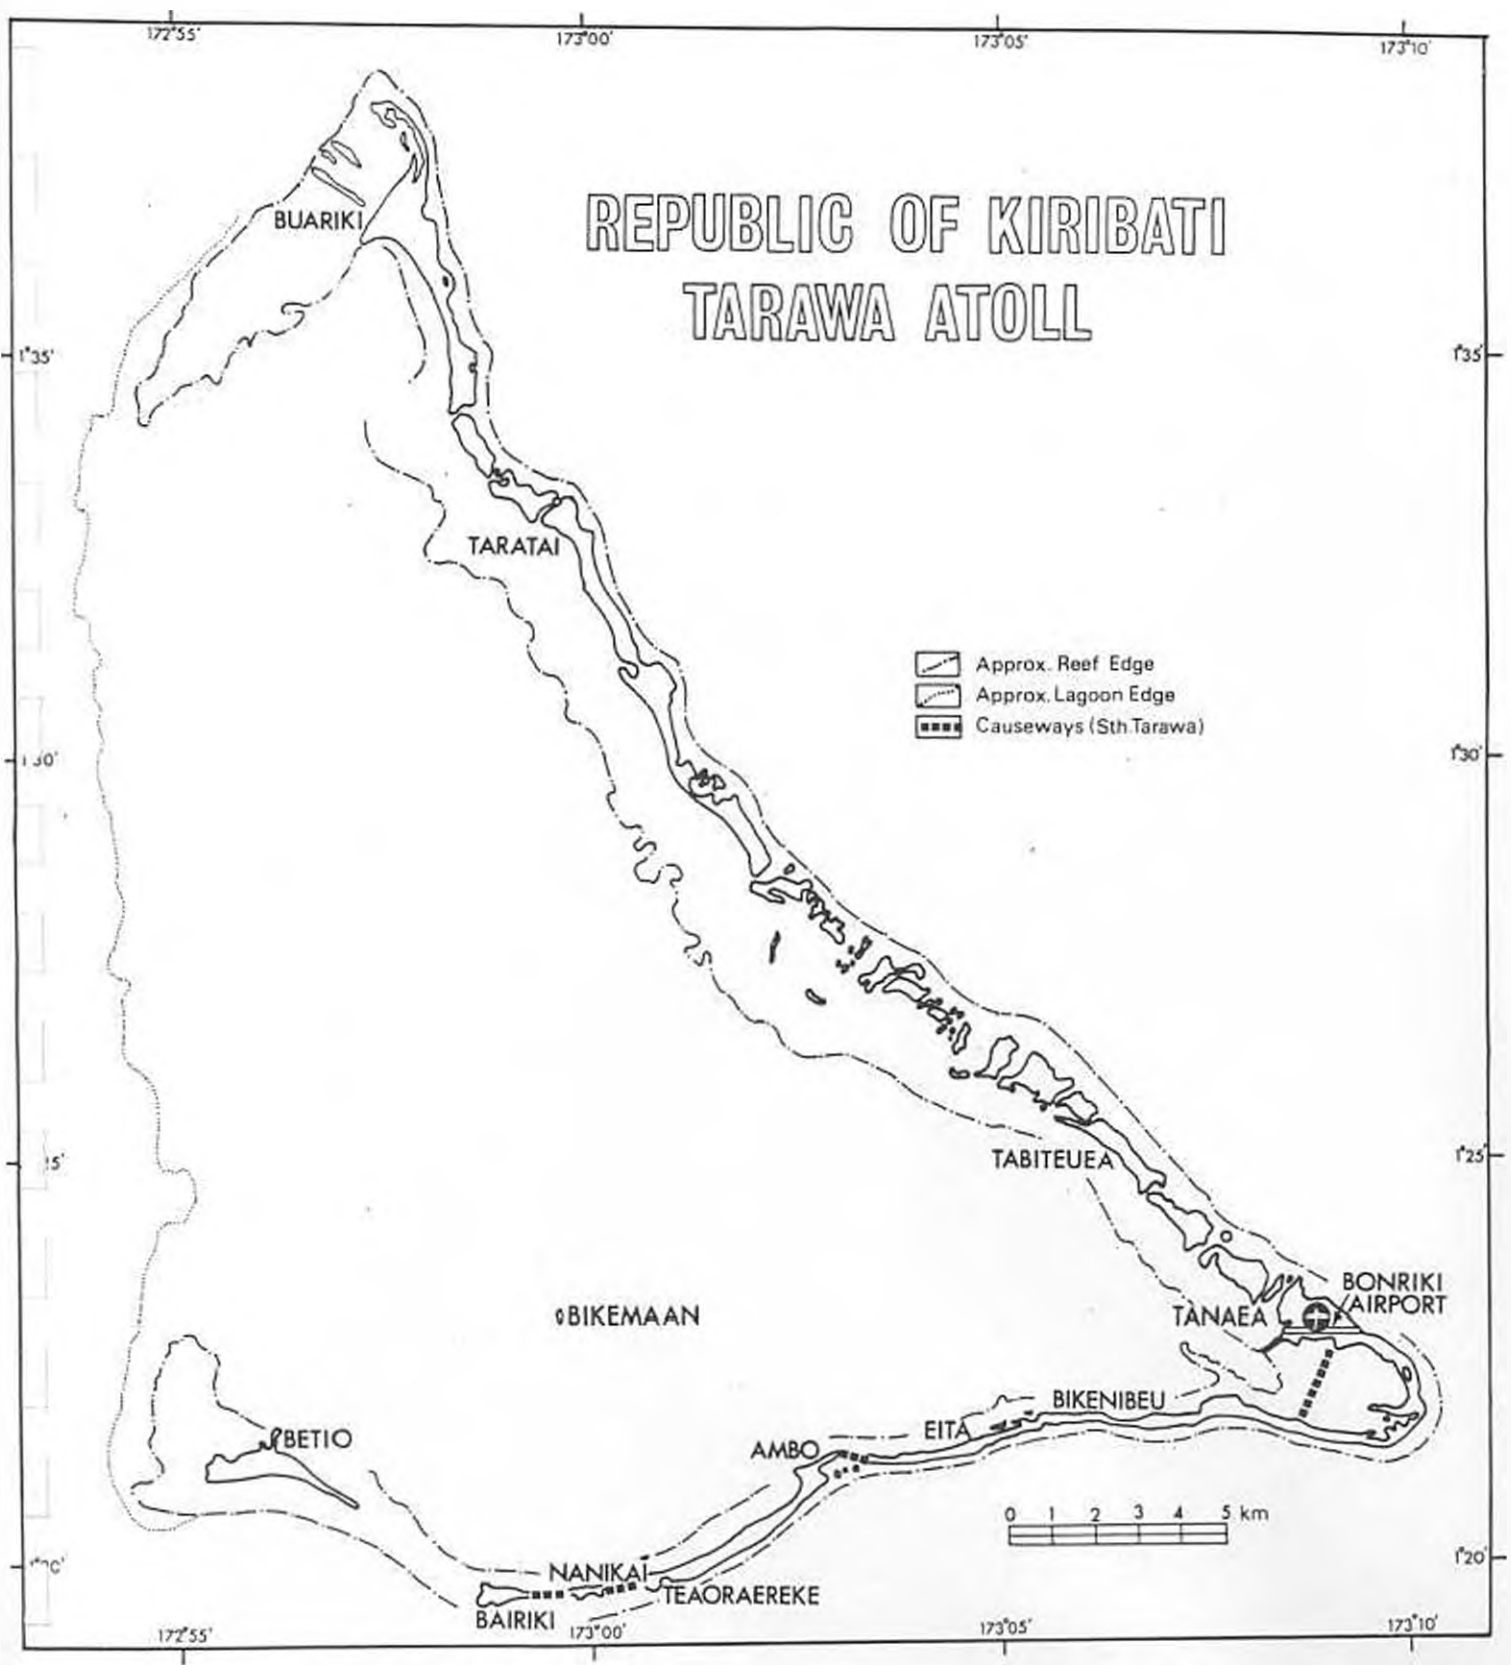 172°55'
173°00'
173°05'
173°10'
REPUBLIC OF KIRIBATI
TARAWA ATOLL
BUARIKI
1°35'
1°35'
TARATAI
Approx. Reef Edge
Approx. Lagoon Edge
Causeways (Sth.Tarawa)
1°30'
TABITEUEA
1°25'
BONRIKI
AIRPORT
TANAEA
BIKEMAAN
BIKENIBEU
EITA
BETIO
AMBO
0 1 2 3 4 5 km
1°20'
NANIKAI
TEAORAEREKE
BAIRIKI
172°55'
173°00'
173°05'
173°10'